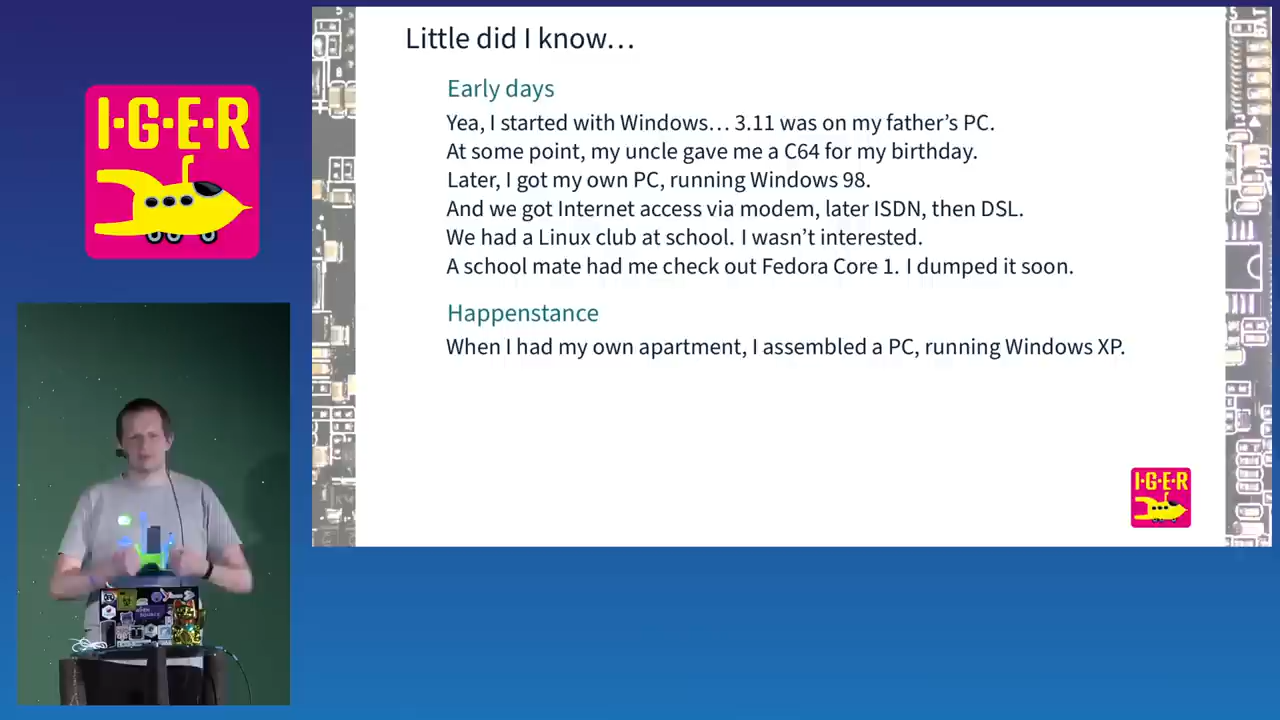 I·G·E·R
Little did I know…
Early days
Yea, I started with Windows… 3.11 was on my father’s PC.
At some point, my uncle gave me a C64 for my birthday.
Later, I got my own PC, running Windows 98.
And we got Internet access via modem, later ISDN, then DSL.
We had a Linux club at school. I wasn’t interested.
A school mate had me check out Fedora Core 1. I dumped it soon.
Happenstance
When I had my own apartment, I assembled a PC, running Windows XP.
I·G·E·R